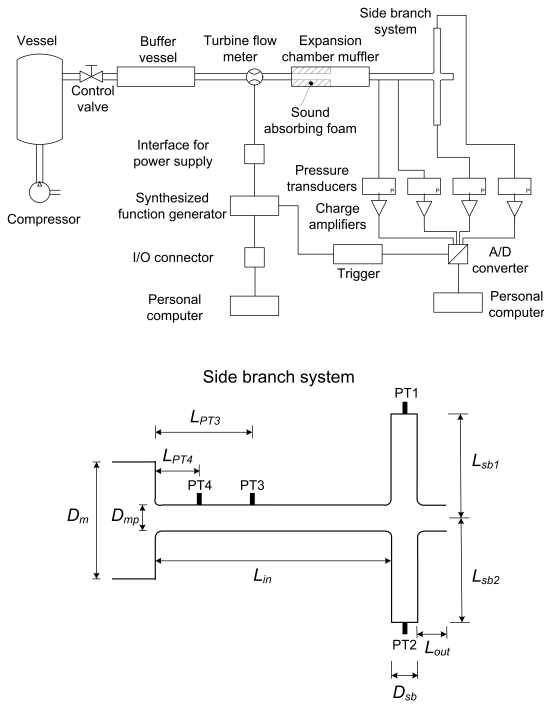 Side branch
system
Vessel
Buffer
vessel
Turbine flow
meter
Expansion
chamber muffler
Control
valve
Sound
absorbing foam
Interface for
power supply
Pressure
transducers
P
P
P
P
Compressor
Synthesized
function generator
Charge
amplifiers
I/O connector
Trigger
A/D
converter
Personal
computer
Personal
computer
Side branch system
PT1
L_PT3
L_PT4
L_sb1
PT4
PT3
D_m
D_mp
L_in
L_sb2
PT2
L_out
D_sb